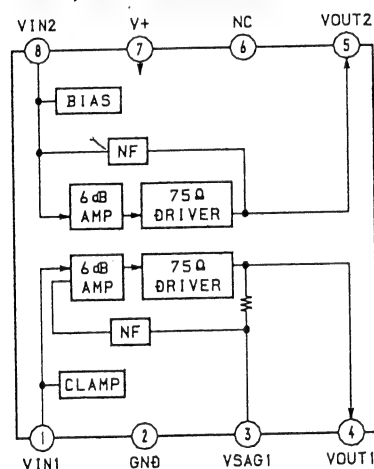 VIN2 V+ NC VOUT2
8 7 6 5
BIAS
NF
6dB AMP
75Ω DRIVER
6dB AMP
75Ω DRIVER
NF
CLAMP
1 2 3 4
VIN1 GND VSAG1 VOUT1